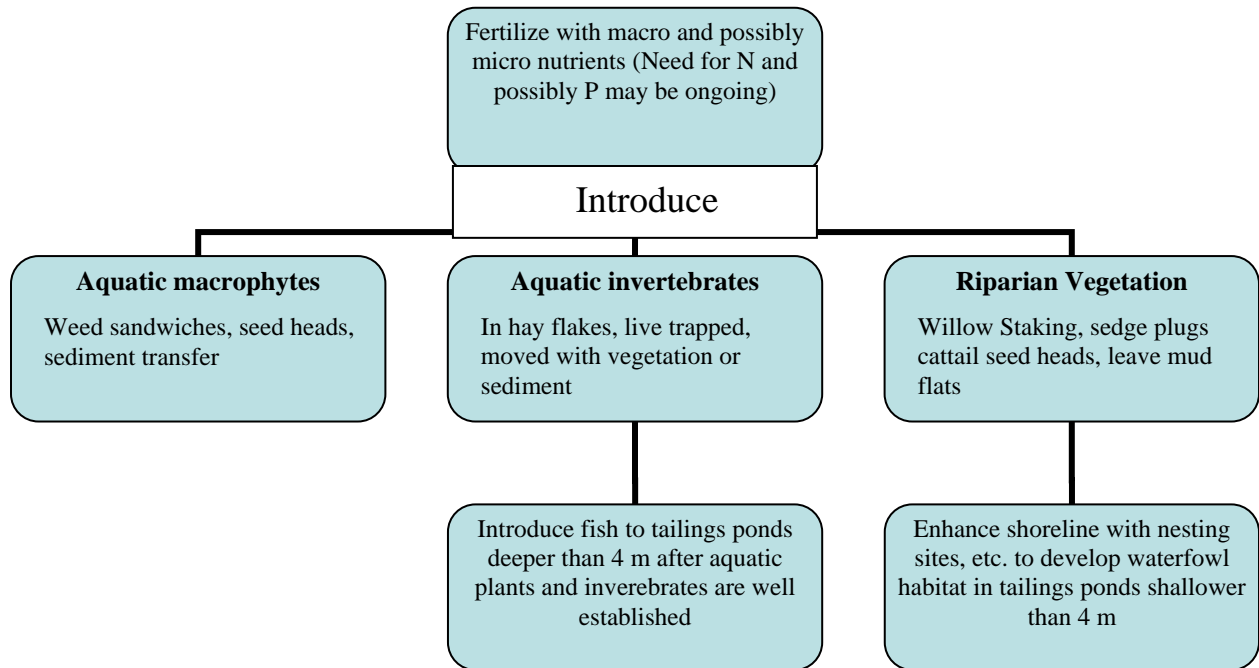 Fertilize with macro and possibly
micro nutrients (Need for N and
possibly P may be ongoing)
Introduce
Aquatic macrophytes
Weed sandwiches, seed heads,
sediment transfer
Aquatic invertebrates
In hay flakes, live trapped,
moved with vegetation or
sediment
Riparian Vegetation
Willow Staking, sedge plugs
cattail seed heads, leave mud
flats
Introduce fish to tailings ponds
deeper than 4 m after aquatic
plants and inverebrates are well
established
Enhance shoreline with nesting
sites, etc. to develop waterfowl
habitat in tailings ponds shallower
than 4 m